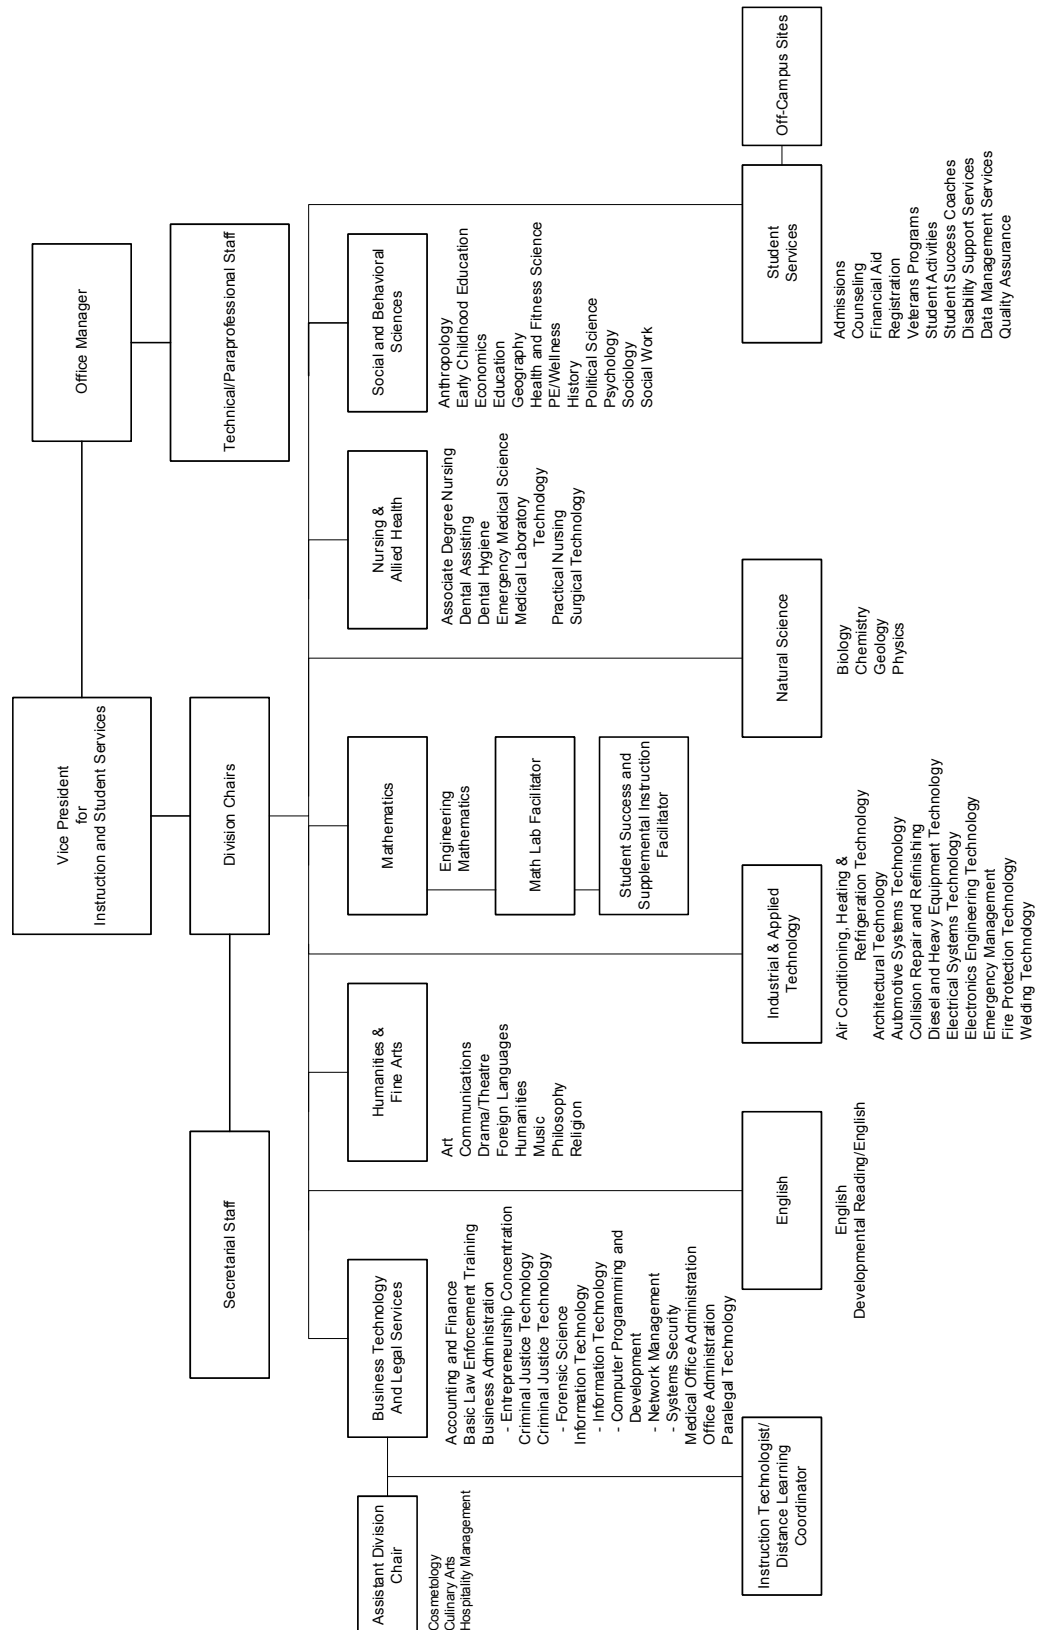 Vice President
for
Instruction and Student Services
Office Manager
Technical/Paraprofessional Staff
Secretarial Staff
Division Chairs
Assistant Division
Chair
Cosmetology
Culinary Arts
Hospitality Management
Business Technology
And Legal Services
Accounting and Finance
Basic Law Enforcement Training
Business Administration
- Entrepreneurship Concentration
Criminal Justice Technology
Criminal Justice Technology
- Forensic Science
Information Technology
- Information Technology
- Computer Programming and
Development
- Network Management
- Systems Security
Medical Office Administration
Office Administration
Paralegal Technology
Humanities &
Fine Arts
Art
Communications
Drama/Theatre
Foreign Languages
Humanities
Music
Philosophy
Religion
Mathematics
Engineering
Mathematics
Math Lab Facilitator
Student Success and
Supplemental Instruction
Facilitator
Nursing &
Allied Health
Associate Degree Nursing
Dental Assisting
Dental Hygiene
Emergency Medical Science
Medical Laboratory
Technology
Practical Nursing
Surgical Technology
Social and Behavioral
Sciences
Anthropology
Early Childhood Education
Economics
Education
Geography
Health and Fitness Science
PE/Wellness
History
Political Science
Psychology
Sociology
Social Work
Instruction Technologist/
Distance Learning
Coordinator
English
English
Developmental Reading/English
Industrial & Applied
Technology
Air Conditioning, Heating &
Refrigeration Technology
Architectural Technology
Automotive Systems Technology
Collision Repair and Refinishing
Diesel and Heavy Equipment Technology
Electrical Systems Technology
Electronics Engineering Technology
Emergency Management
Fire Protection Technology
Welding Technology
Natural Science
Biology
Chemistry
Geology
Physics
Student
Services
Admissions
Counseling
Financial Aid
Registration
Veterans Programs
Student Activities
Student Success Coaches
Disability Support Services
Data Management Services
Quality Assurance
Off-Campus Sites